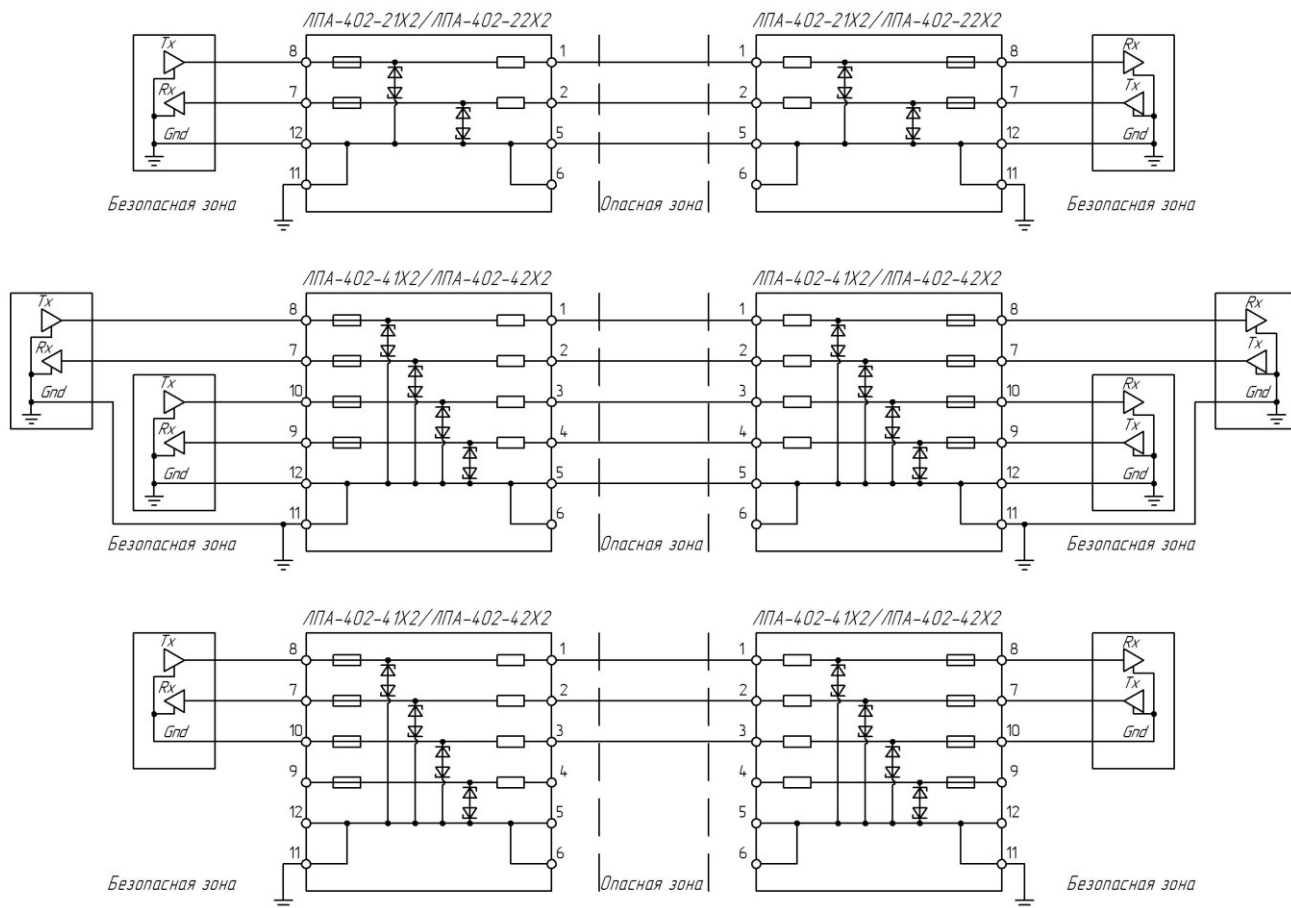 ЛПА-402-21Х2/ЛПА-402-22Х2 ЛПА-402-21Х2/ЛПА-402-22Х2
Tx 8 1 1 8 Rx
Rx 7 2 2 7 Tx
Gnd 12 5 5 12 Gnd
11 6 6 11
Безопасная зона Опасная зона Безопасная зона
ЛПА-402-41Х2/ЛПА-402-42Х2 ЛПА-402-41Х2/ЛПА-402-42Х2
Tx 8 1 1 8 Rx
Rx 7 2 2 7 Tx
Gnd Tx 10 3 3 10 Rx Gnd
Rx 9 4 4 9 Tx
Gnd 12 5 5 12 Gnd
11 6 6 11
Безопасная зона Опасная зона Безопасная зона
ЛПА-402-41Х2/ЛПА-402-42Х2 ЛПА-402-41Х2/ЛПА-402-42Х2
Tx 8 1 1 8 Rx
Rx 7 2 2 7 Tx
Gnd 10 3 3 10 Gnd
9 4 4 9
12 5 5 12
11 6 6 11
Безопасная зона Опасная зона Безопасная зона